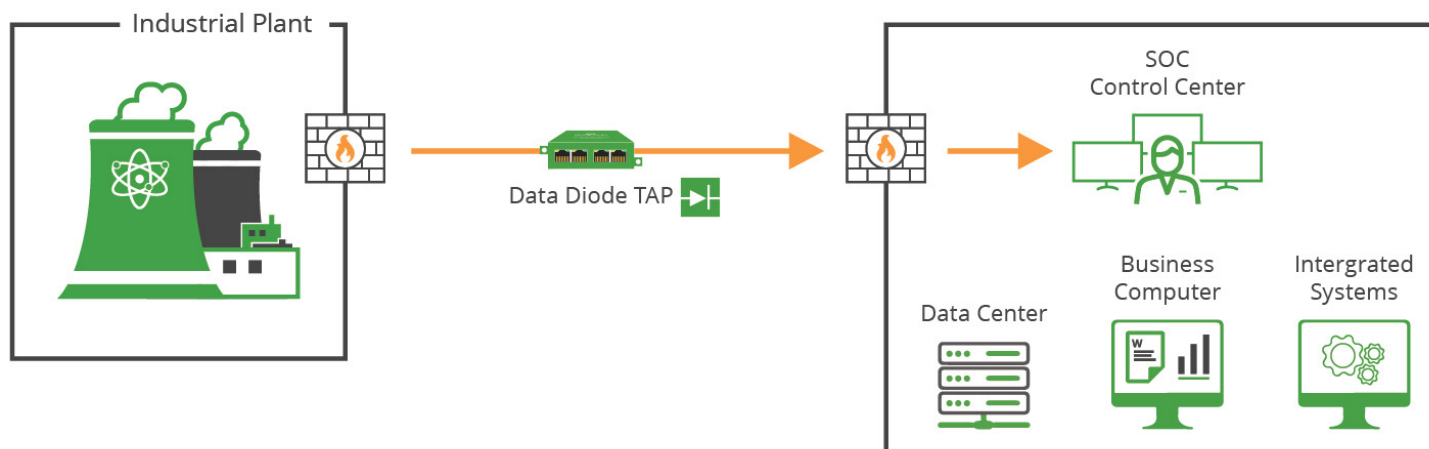 Industrial Plant
SOC
Control Center
Data Diode TAP
Business
Computer
Intergrated
Systems
Data Center
W